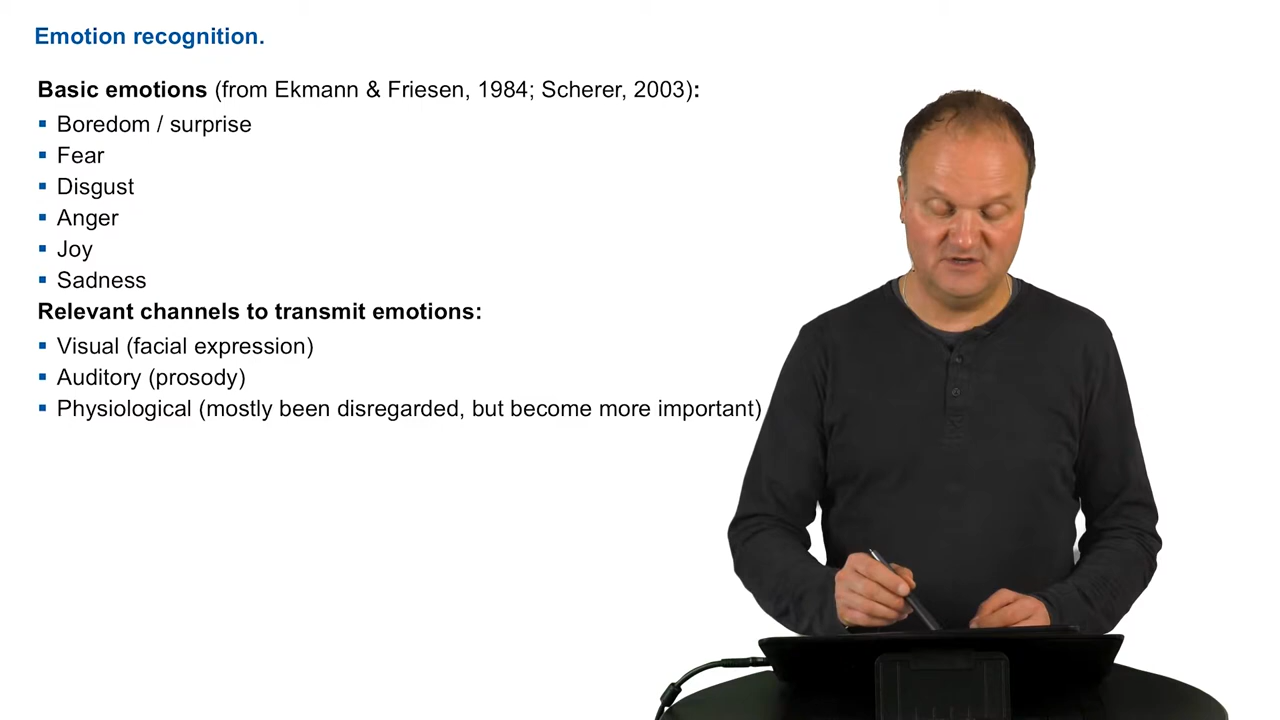 Emotion recognition.
Basic emotions (from Ekmann & Friesen, 1984; Scherer, 2003):
Boredom / surprise
Fear
Disgust
Anger
Joy
Sadness
Relevant channels to transmit emotions:
Visual (facial expression)
Auditory (prosody)
Physiological (mostly been disregarded, but become more important)